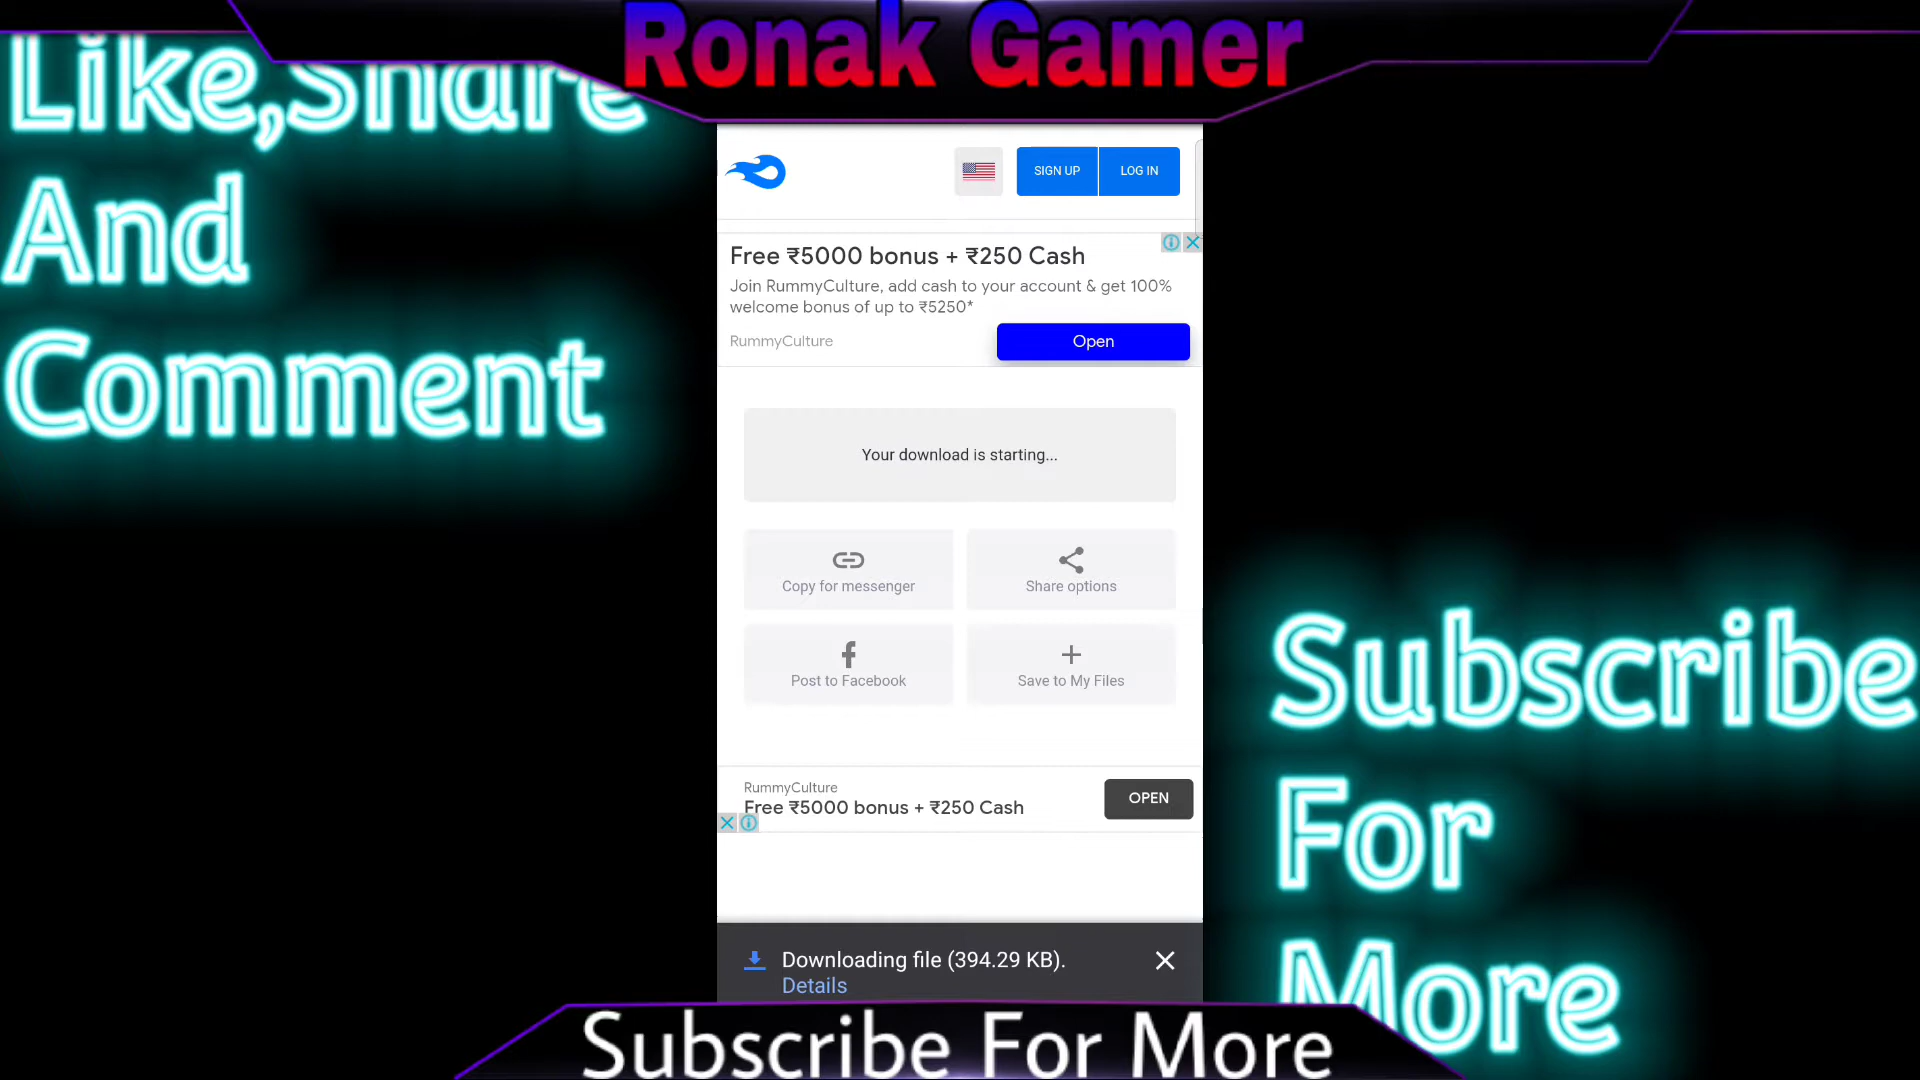 Ronak Gamer
Like,Share
And
Comment
SIGN UP
LOG IN
Free ₹5000 bonus + ₹250 Cash
Join RummyCulture, add cash to your account & get 100%
welcome bonus of up to ₹5250*
RummyCulture
Open
Your download is starting...
Copy for messenger
Share options
Post to Facebook
Save to My Files
RummyCulture
Free ₹5000 bonus + ₹250 Cash
OPEN
Downloading file (394.29 KB).
Details
Subscribe
For
More
Subscribe For More